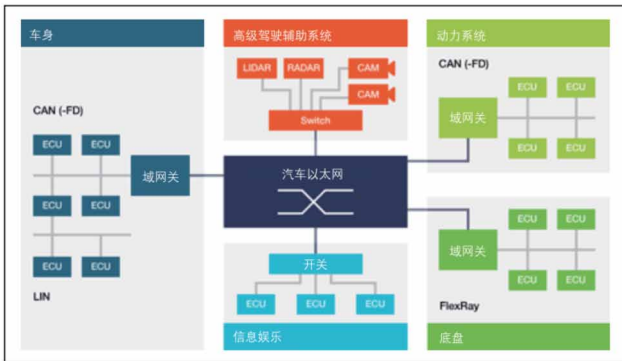 车身
CAN (-FD)
ECU ECU
ECU ECU
ECU ECU
LIN
域网关
高级驾驶辅助系统
LIDAR RADAR CAM
CAM
Switch
汽车以太网
开关
ECU ECU ECU
信息娱乐
动力系统
CAN (-FD)
ECU ECU
域网关
ECU ECU
ECU ECU
域网关
ECU ECU
FlexRay
底盘